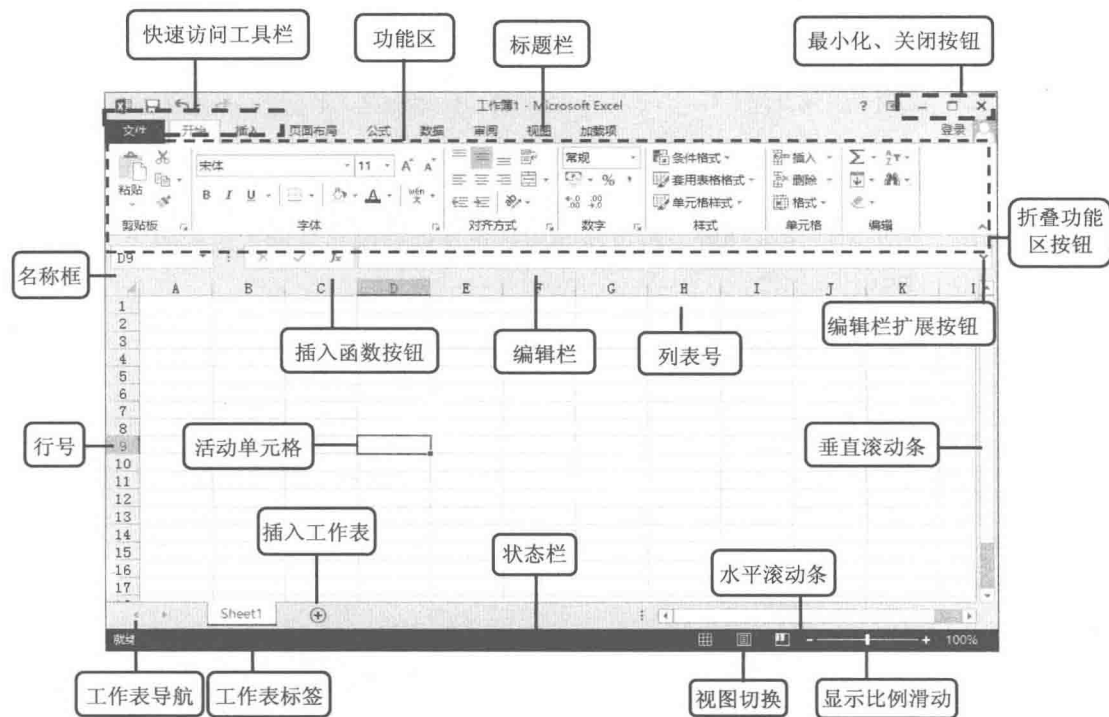 快速访问工具栏 功能区 标题栏 最小化、关闭按钮
工作簿1 - Microsoft Excel ?
文件 开始 插入 页面布局 公式 数据 审阅 视图 加载项 登录
宋体 11 A A 常规 条件格式 插入 Σ
粘贴 套用表格格式 删除
B I U A wén 文 % , 单元格样式 格式
剪贴板 字体 对齐方式 数字 样式 单元格 编辑
折叠功能
区按钮
D9 fx
名称框
A B C D E F G H I J K
编辑栏扩展按钮
插入函数按钮 编辑栏 列表号
1
2
3
4
5
6
7
8
9
10
11
12
13
14
15
16
17
行号 活动单元格 垂直滚动条
插入工作表
状态栏 水平滚动条
Sheet1
就绪 100%
工作表导航 工作表标签 视图切换 显示比例滑动